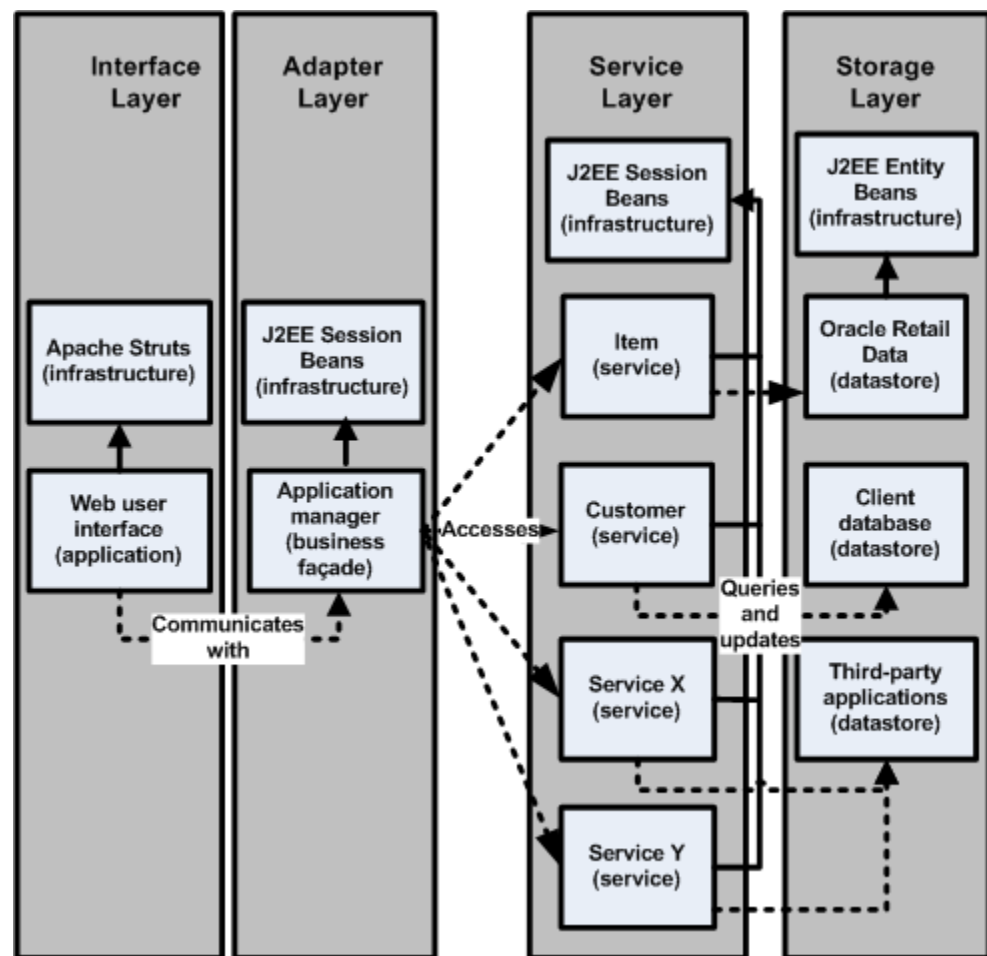 Interface
Layer
Adapter
Layer
Service
Layer
Storage
Layer
J2EE Session
Beans
(infrastructure)
J2EE Entity
Beans
(infrastructure)
Apache Struts
(infrastructure)
J2EE Session
Beans
(infrastructure)
Item
(service)
Oracle Retail
Data
(datastore)
Web user
interface
(application)
Application
manager
(business
façade)
Accesses
Customer
(service)
Client
database
(datastore)
Communicates
with
Queries
and
updates
Service X
(service)
Third-party
applications
(datastore)
Service Y
(service)